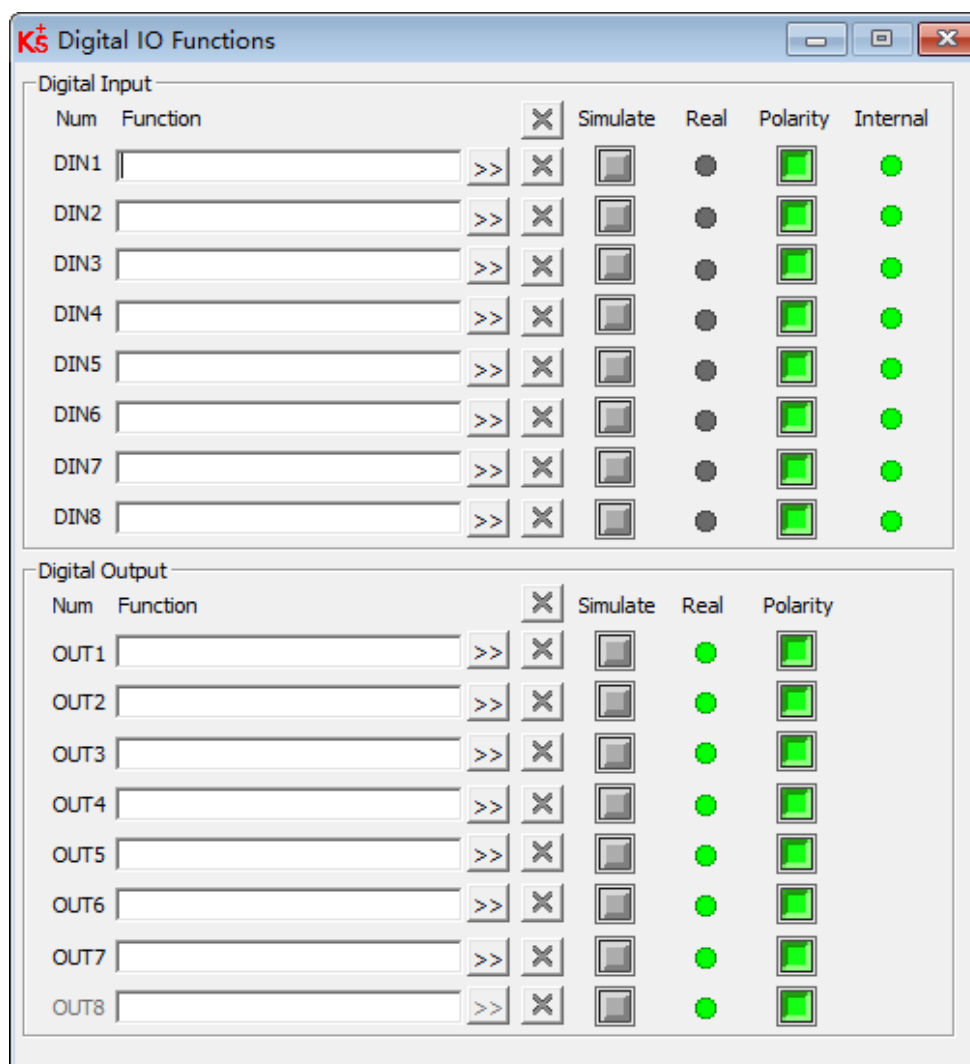 K+S Digital IO Functions
Digital Input
Num Function Simulate Real Polarity Internal
DIN1 >>
DIN2 >>
DIN3 >>
DIN4 >>
DIN5 >>
DIN6 >>
DIN7 >>
DIN8 >>
Digital Output
Num Function Simulate Real Polarity
OUT1 >>
OUT2 >>
OUT3 >>
OUT4 >>
OUT5 >>
OUT6 >>
OUT7 >>
OUT8 >>